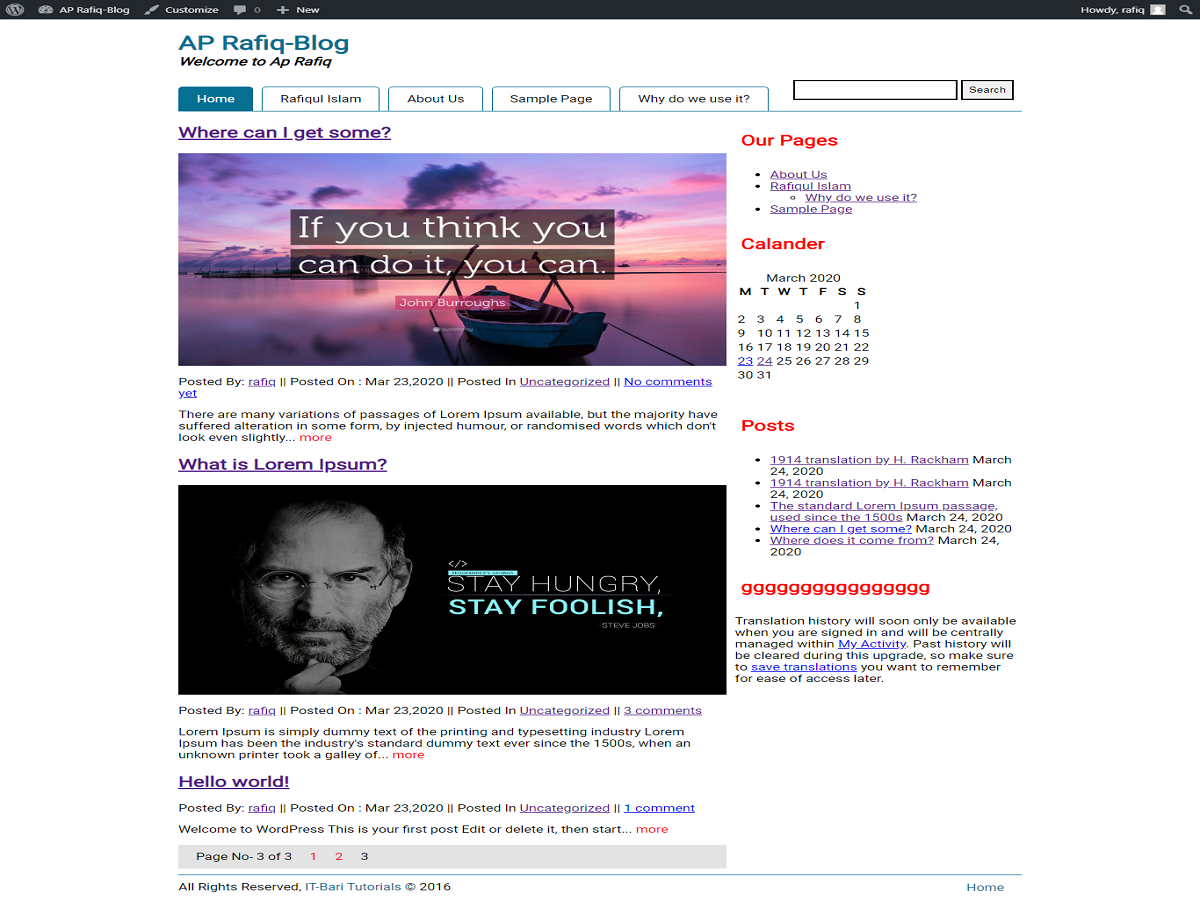 AP Rafiq-Blog Customize 0 New Howdy, rafiq
AP Rafiq-Blog
Welcome to Ap Rafiq
Home Rafiqul Islam About Us Sample Page Why do we use it? Search
Where can I get some?
If you think you
can do it, you can.
John Burroughs
Posted By: rafiq || Posted On : Mar 23,2020 || Posted In Uncategorized || No comments
yet
There are many variations of passages of Lorem Ipsum available, but the majority have
suffered alteration in some form, by injected humour, or randomised words which don't
look even slightly... more
What is Lorem Ipsum?
</>
STAY HUNGRY,
STAY FOOLISH,
- STEVE JOBS
Posted By: rafiq || Posted On : Mar 23,2020 || Posted In Uncategorized || 3 comments
Lorem Ipsum is simply dummy text of the printing and typesetting industry Lorem
Ipsum has been the industry's standard dummy text ever since the 1500s, when an
unknown printer took a galley of... more
Hello world!
Posted By: rafiq || Posted On : Mar 23,2020 || Posted In Uncategorized || 1 comment
Welcome to WordPress This is your first post Edit or delete it, then start... more
Page No- 3 of 3 1 2 3
Our Pages
About Us
Rafiqul Islam
Why do we use it?
Sample Page
Calander
March 2020
M T W T F S S
1
2 3 4 5 6 7 8
9 10 11 12 13 14 15
16 17 18 19 20 21 22
23 24 25 26 27 28 29
30 31
Posts
1914 translation by H. Rackham March
24, 2020
1914 translation by H. Rackham March
24, 2020
The standard Lorem Ipsum passage,
used since the 1500s March 24, 2020
Where can I get some? March 24, 2020
Where does it come from? March 24,
2020
gggggggggggggggg
Translation history will soon only be available
when you are signed in and will be centrally
managed within My Activity. Past history will
be cleared during this upgrade, so make sure
to save translations you want to remember
for ease of access later.
All Rights Reserved, IT-Bari Tutorials © 2016 Home